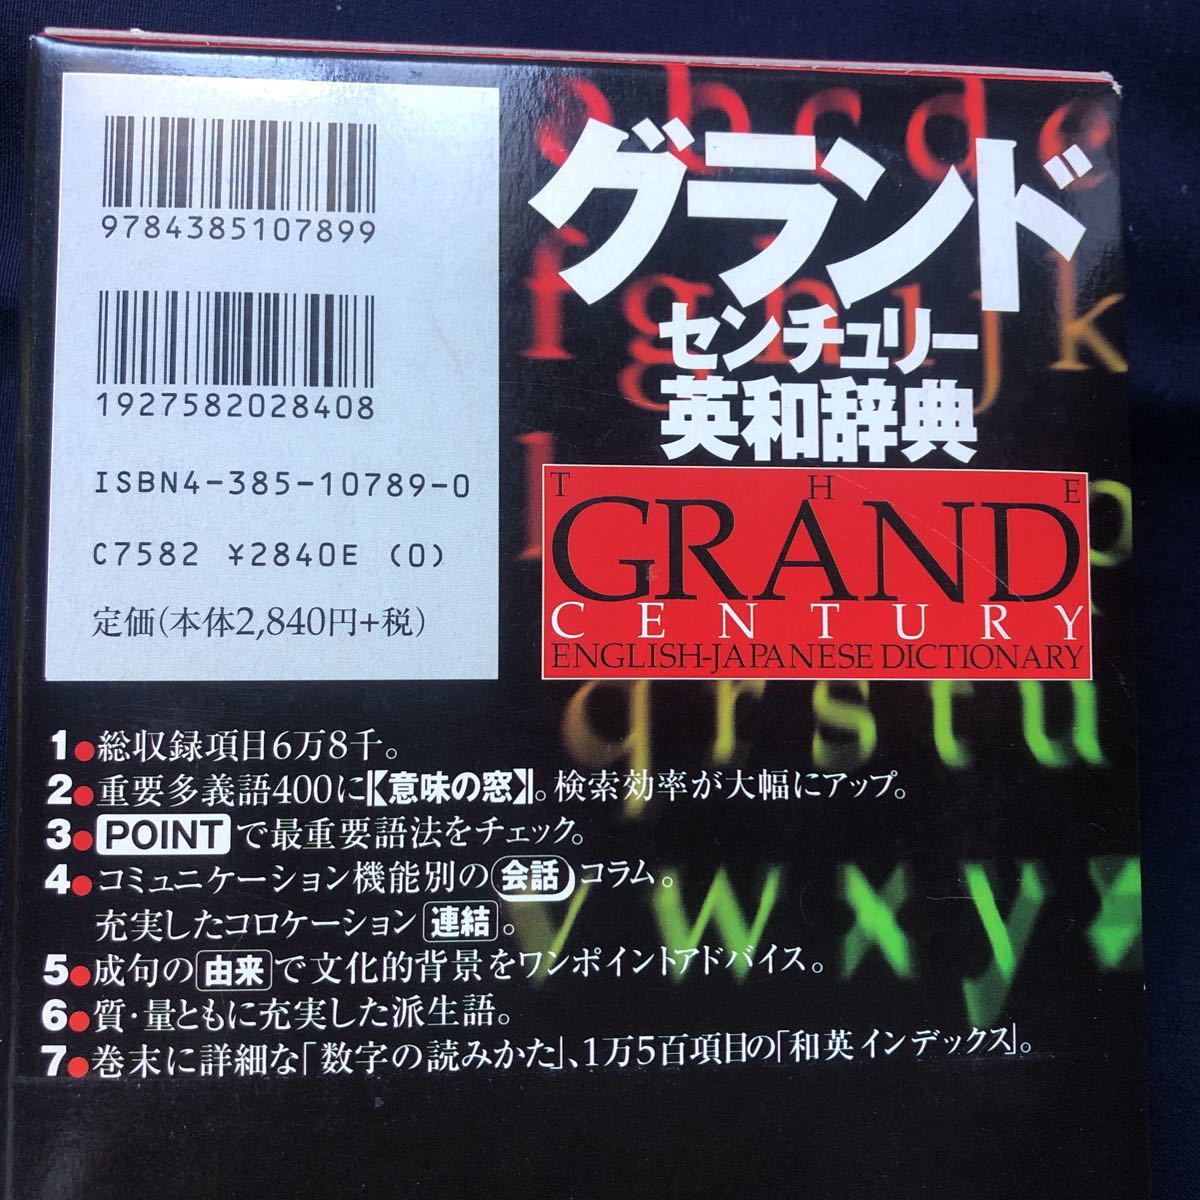 9784385107899
1927582028408
ISBN4-385-10789-0
C7582 ¥2840E (0)
定価(本体2,840円+税)
グランド
センチュリー
英和辞典
THE
GRAND
CENTURY
ENGLISH-JAPANESE DICTIONARY
1●総収録項目6万8千。
2●重要多義語400に【意味の窓】。検索効率が大幅にアップ。
3●POINTで最重要語法をチェック。
4●コミュニケーション機能別の会話コラム。
充実したコロケーション連結。
5●成句の由来で文化的背景をワンポイントアドバイス。
6●質・量ともに充実した派生語。
7●巻末に詳細な「数字の読みかた」、1万5百項目の「和英インデックス」。
o b c d e
f g h i j k
l
p
q r s t u
v w x y z